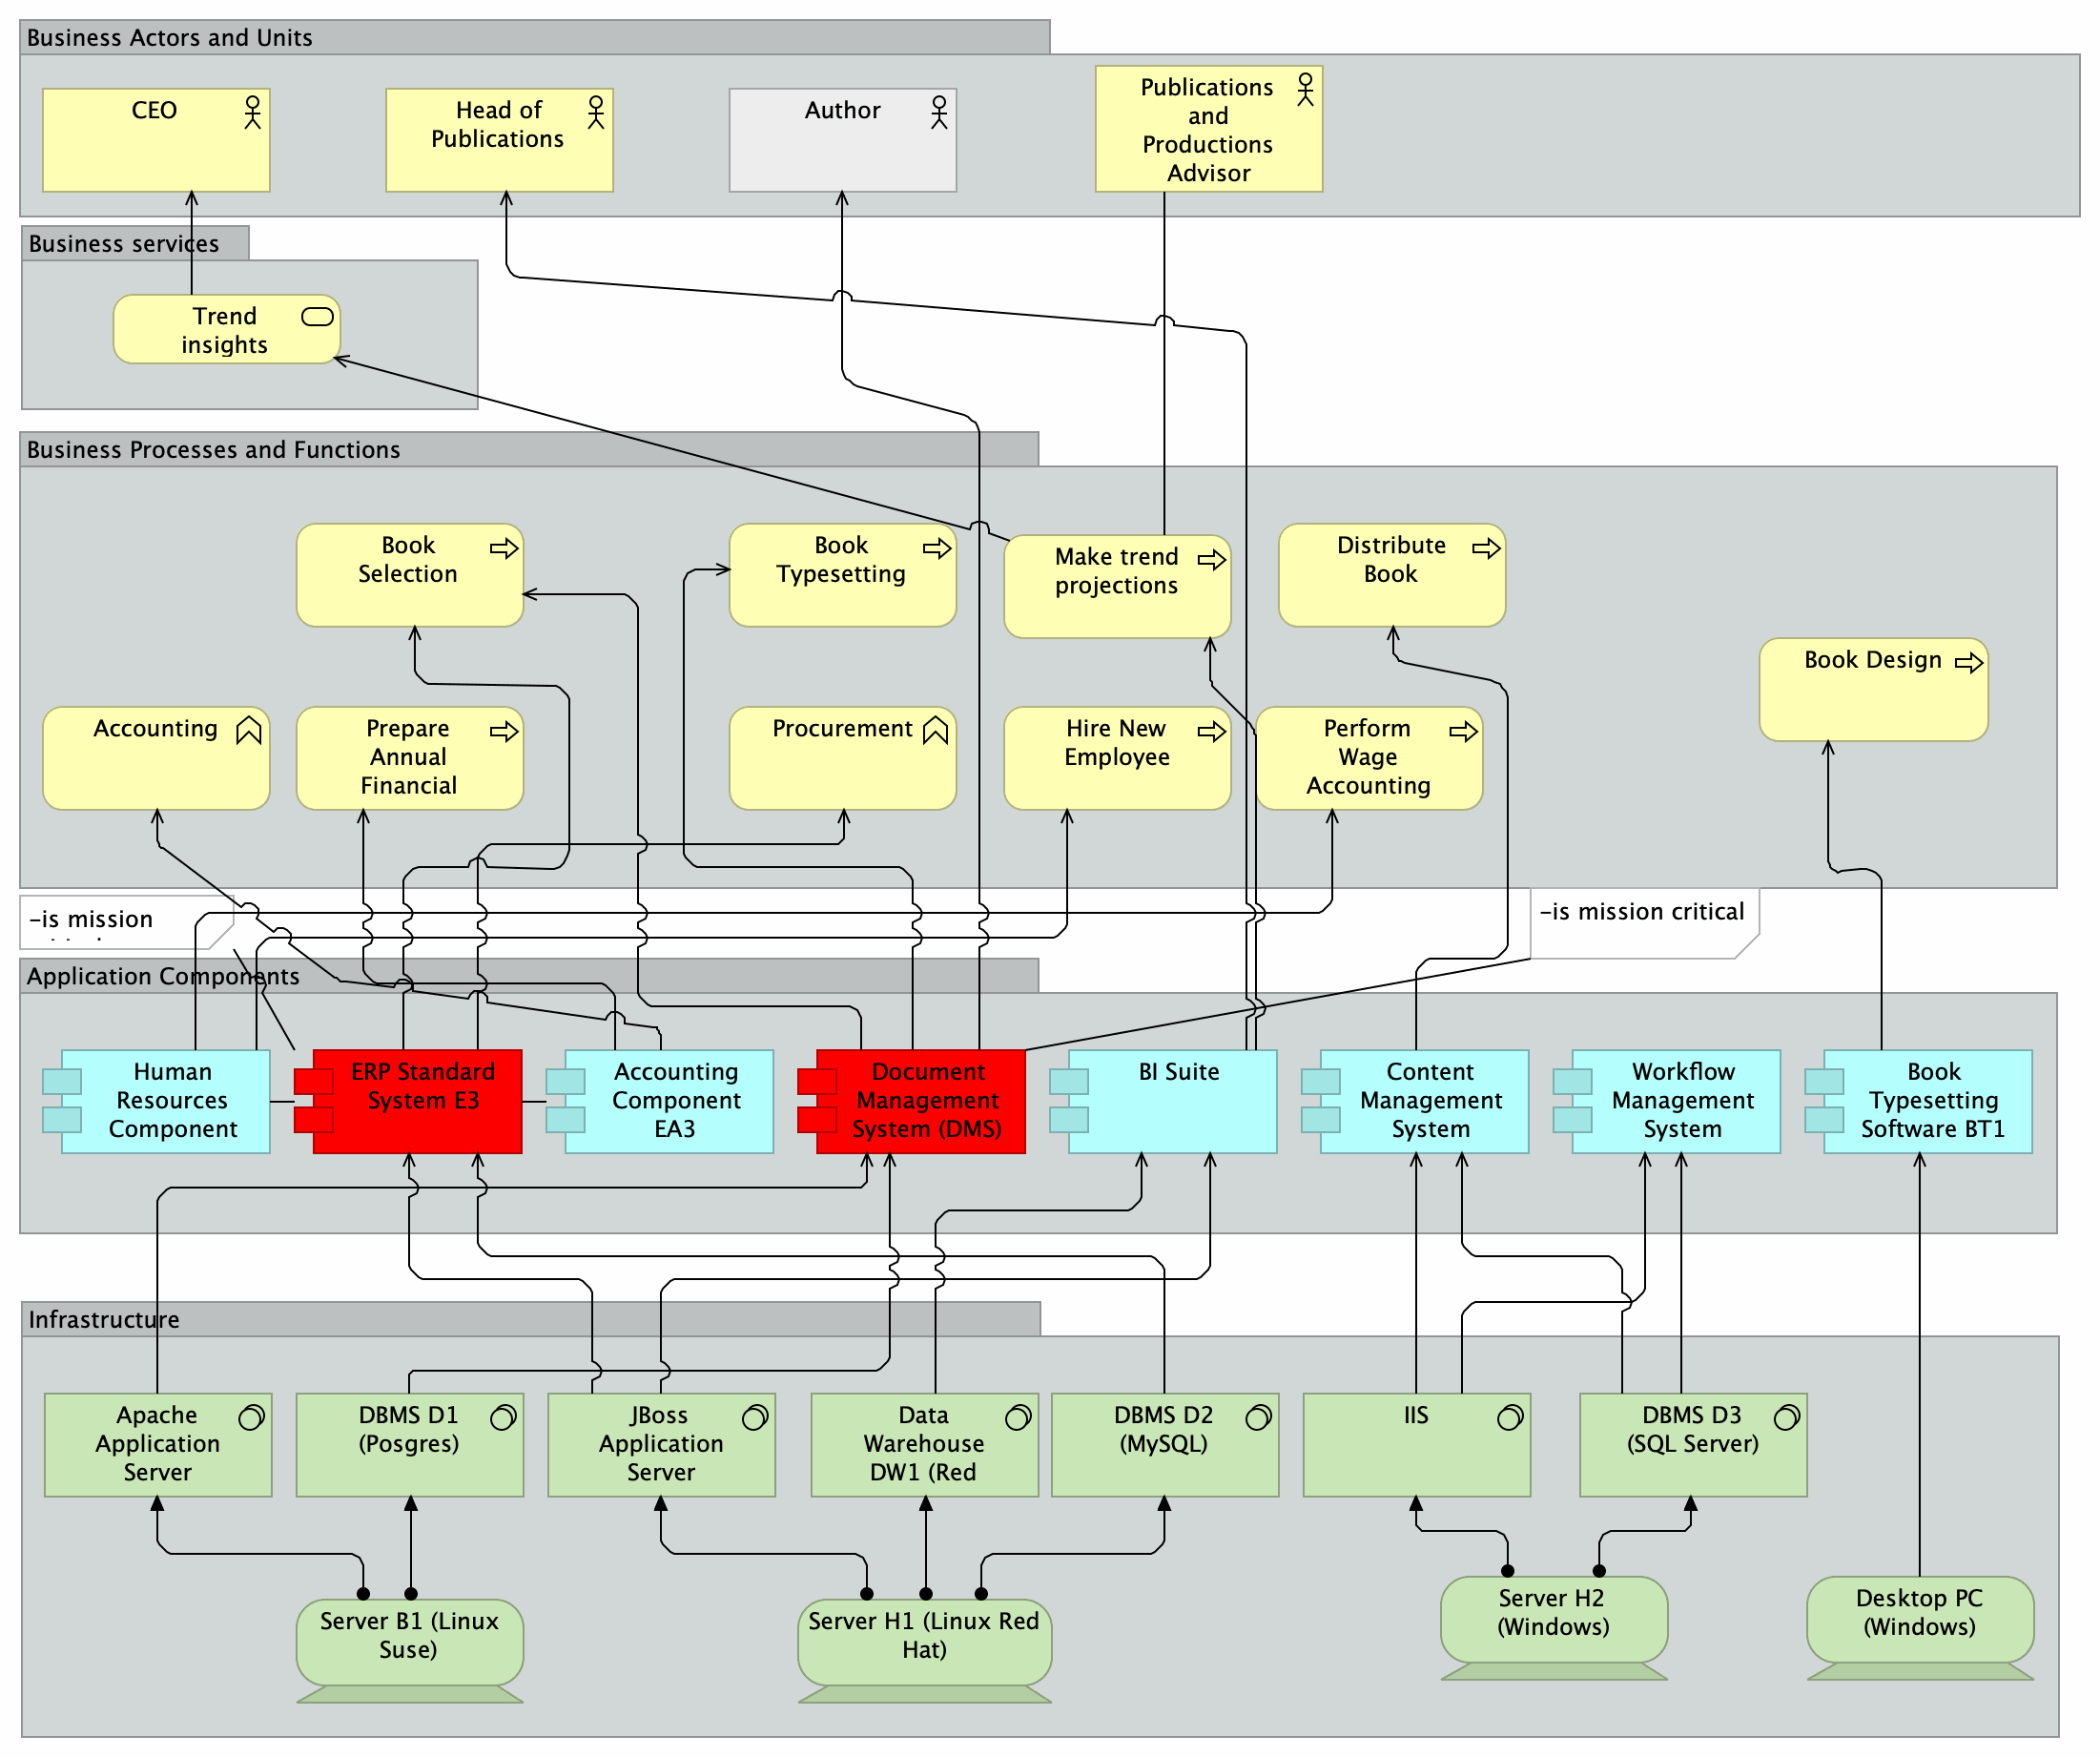 Business Actors and Units
CEO
Head of
Publications
Author
Publications
and
Productions
Advisor
Business services
Trend
insights
Business Processes and Functions
Book
Selection
Book
Typesetting
Make trend
projections
Distribute
Book
Book Design
Accounting
Prepare
Annual
Financial
Procurement
Hire New
Employee
Perform
Wage
Accounting
-is mission
-is mission critical
Application Components
Human
Resources
Component
ERP Standard
System E3
Accounting
Component
EA3
Document
Management
System (DMS)
BI Suite
Content
Management
System
Workflow
Management
System
Book
Typesetting
Software BT1
Infrastructure
Apache
Application
Server
DBMS D1
(Posgres)
JBoss
Application
Server
Data
Warehouse
DW1 (Red
DBMS D2
(MySQL)
IIS
DBMS D3
(SQL Server)
Server B1 (Linux
Suse)
Server H1 (Linux Red
Hat)
Server H2
(Windows)
Desktop PC
(Windows)